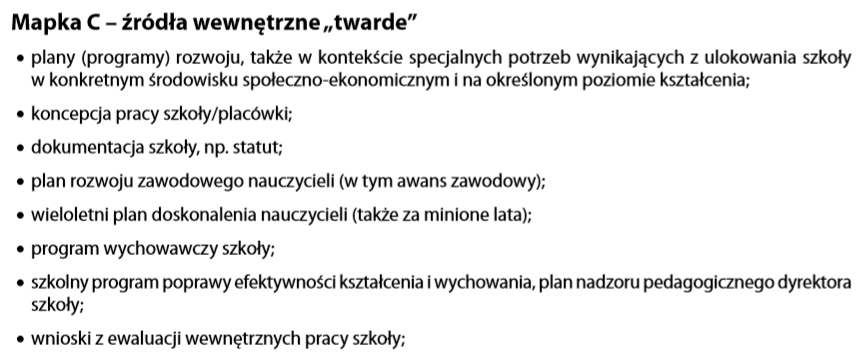 Mapka C – źródła wewnętrzne „twarde”
• plany (programy) rozwoju, także w kontekście specjalnych potrzeb wynikających z ulokowania szkoły
w konkretnym środowisku społeczno-ekonomicznym i na określonym poziomie kształcenia;
• koncepcja pracy szkoły/placówki;
• dokumentacja szkoły, np. statut;
• plan rozwoju zawodowego nauczycieli (w tym awans zawodowy);
• wieloletni plan doskonalenia nauczycieli (także za minione lata);
• program wychowawczy szkoły;
• szkolny program poprawy efektywności kształcenia i wychowania, plan nadzoru pedagogicznego dyrektora
szkoły;
• wnioski z ewaluacji wewnętrznych pracy szkoły;